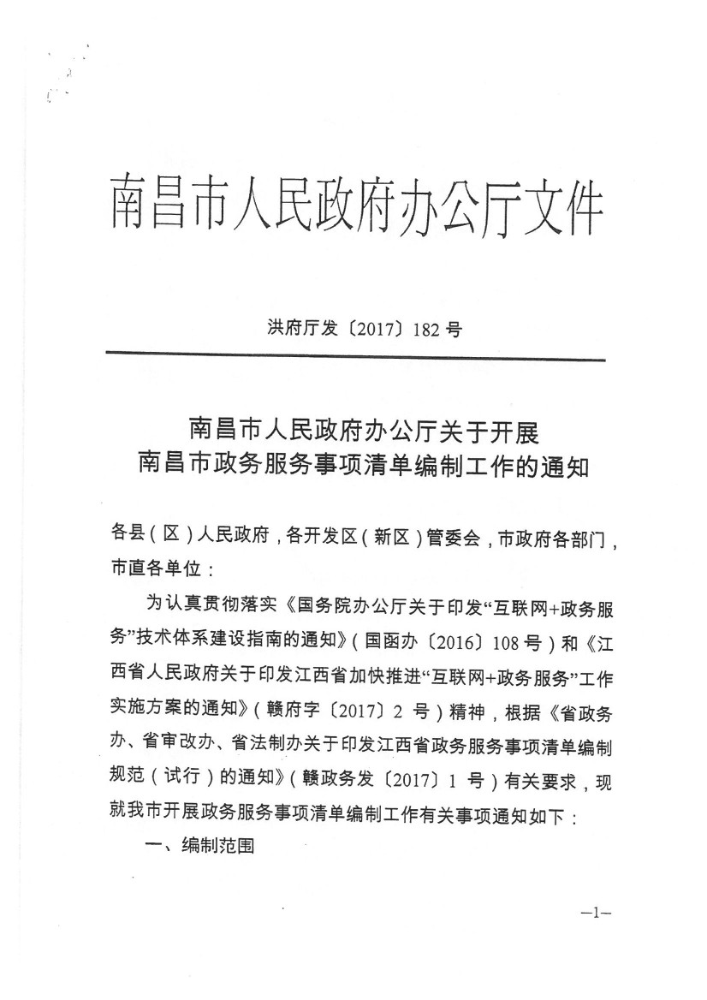 南昌市人民政府办公厅文件
洪府厅发〔2017〕182号
南昌市人民政府办公厅关于开展
南昌市政务服务事项清单编制工作的通知
各县(区)人民政府,各开发区(新区)管委会,市政府各部门,
市直各单位:
为认真贯彻落实《国务院办公厅关于印发“互联网+政务服
务”技术体系建设指南的通知》(国函办〔2016〕108号)和《江
西省人民政府关于印发江西省加快推进“互联网+政务服务”工作
实施方案的通知》(赣府字〔2017〕2 号)精神,根据《省政务
办、省审改办、省法制办关于印发江西省政务服务事项清单编制
规范(试行)的通知》(赣政务发〔2017〕1 号)有关要求,现
就我市开展政务服务事项清单编制工作有关事项通知如下:
一、编制范围
—1—